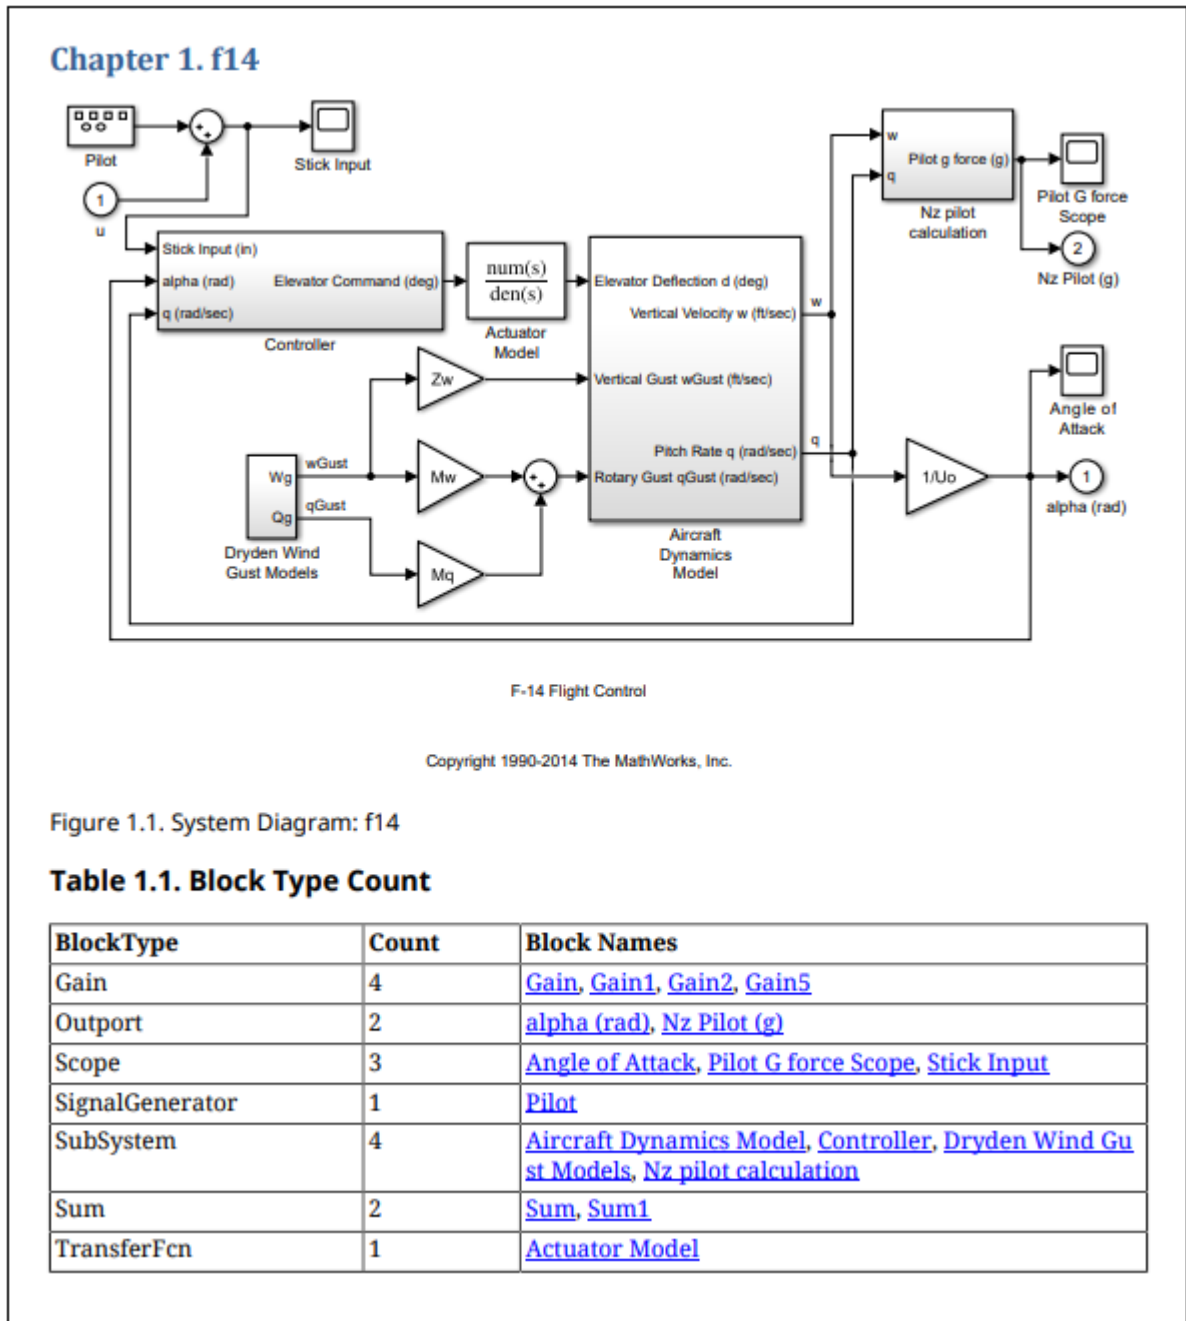 Chapter 1. f14
Pilot
Stick Input
1
u
w
Pilot g force (g)
q
Nz pilot
calculation
Pilot G force
Scope
2
Nz Pilot (g)
Stick Input (in)
alpha (rad)
Elevator Command (deg)
q (rad/sec)
Controller
num(s)
den(s)
Actuator
Model
Elevator Deflection d (deg)
Vertical Velocity w (ft/sec)
w
Vertical Gust wGust (ft/sec)
Pitch Rate q (rad/sec)
q
Rotary Gust qGust (rad/sec)
Aircraft
Dynamics
Model
Zw
Mw
Mq
Wg
wGust
Qg
qGust
Dryden Wind
Gust Models
1/Uo
Angle of
Attack
1
alpha (rad)
F-14 Flight Control
Copyright 1990-2014 The MathWorks, Inc.
Figure 1.1. System Diagram: f14
Table 1.1. Block Type Count
BlockType Count Block Names
Gain 4 Gain, Gain1, Gain2, Gain5
Outport 2 alpha (rad), Nz Pilot (g)
Scope 3 Angle of Attack, Pilot G force Scope, Stick Input
SignalGenerator 1 Pilot
SubSystem 4 Aircraft Dynamics Model, Controller, Dryden Wind Gu
st Models, Nz pilot calculation
Sum 2 Sum, Sum1
TransferFcn 1 Actuator Model